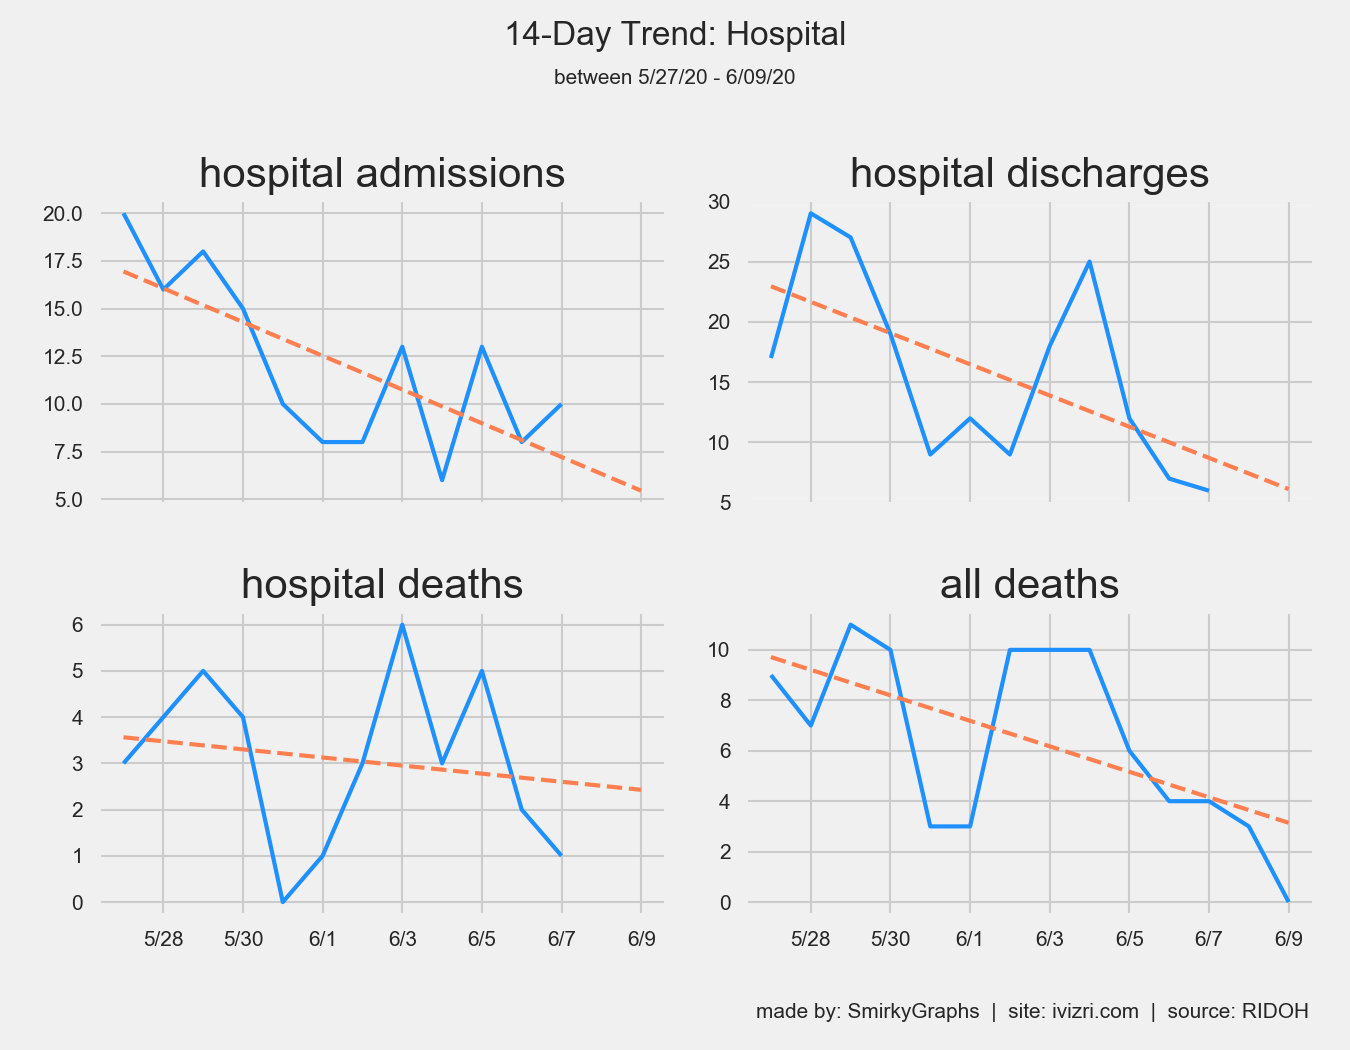 14-Day Trend: Hospital
between 5/27/20 - 6/09/20
hospital admissions
20.0
17.5
15.0
12.5
10.0
7.5
5.0
hospital discharges
30
25
20
15
10
5
hospital deaths
6
5
4
3
2
1
0
5/28 5/30 6/1 6/3 6/5 6/7 6/9
all deaths
10
8
6
4
2
0
5/28 5/30 6/1 6/3 6/5 6/7 6/9
made by: SmirkyGraphs | site: ivizri.com | source: RIDOH